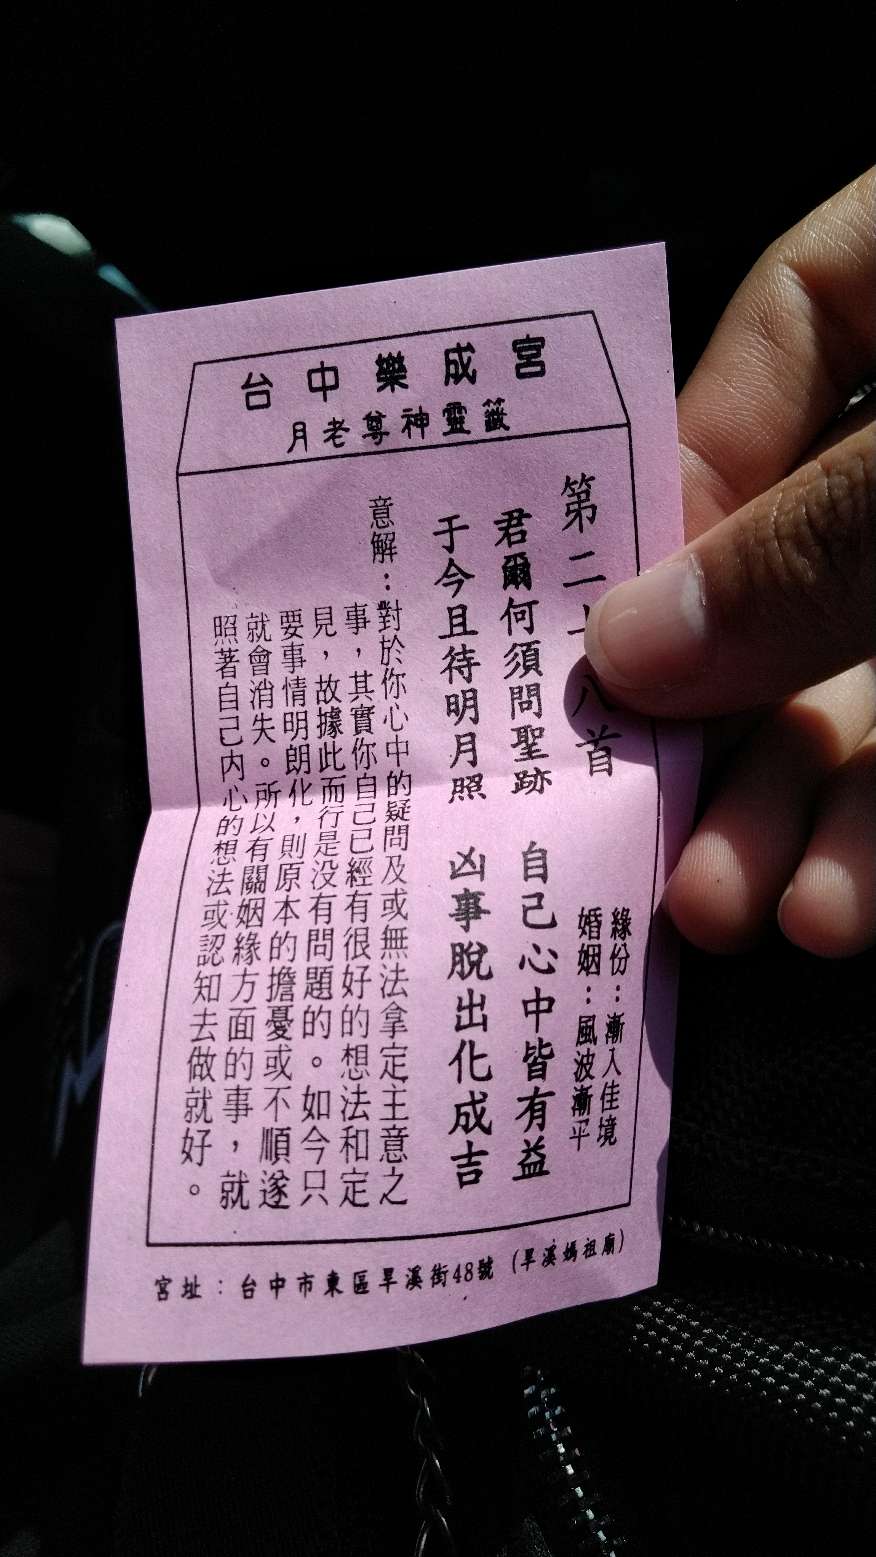 台中樂成宮
月老尊神靈籤
第二十八首
緣份：漸入佳境
婚姻：風波漸平
君爾何須問聖跡 自己心中皆有益
于今且待明月照 凶事脫出化成吉
意解：對於你心中的疑問及或無法拿定主意之
事，其實你自己已經有很好的想法和定
見，故據此而行是没有問題的。如今只
要事情明朗化，則原本的擔憂或不順遂
就會消失。所以有關姻緣方面的事，就
照著自己内心的想法或認知去做就好。
宮址：台中市東區旱溪街48號（旱溪媽祖廟）